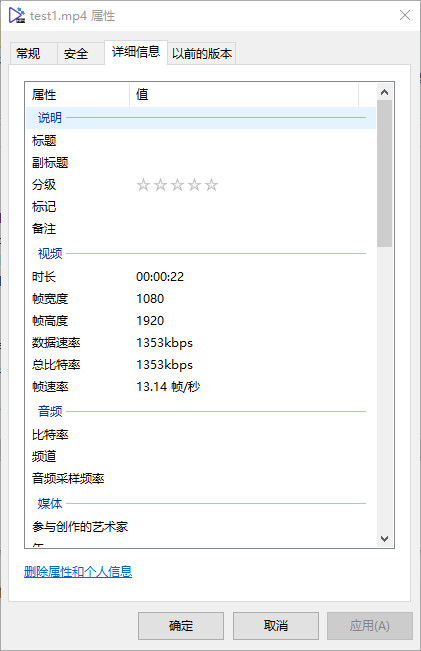 test1.mp4 属性
常规 安全 详细信息 以前的版本
属性 值
说明
标题
副标题
分级
标记
备注
视频
时长 00:00:22
帧宽度 1080
帧高度 1920
数据速率 1353kbps
总比特率 1353kbps
帧速率 13.14 帧/秒
音频
比特率
频道
音频采样频率
媒体
参与创作的艺术家
删除属性和个人信息
确定 取消 应用(A)